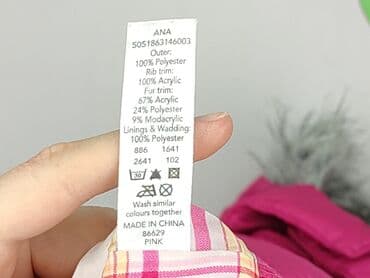 ANA
5051863146003
Outer:
100% Polyester
Rib trim:
100% Acrylic
Fur trim:
67% Acrylic
24% Polyester
9% Modacrylic
Linings & Wadding:
100% Polyester
886 1641
2641 102
Wash similar
colours together
MADE IN CHINA
86629
PINK